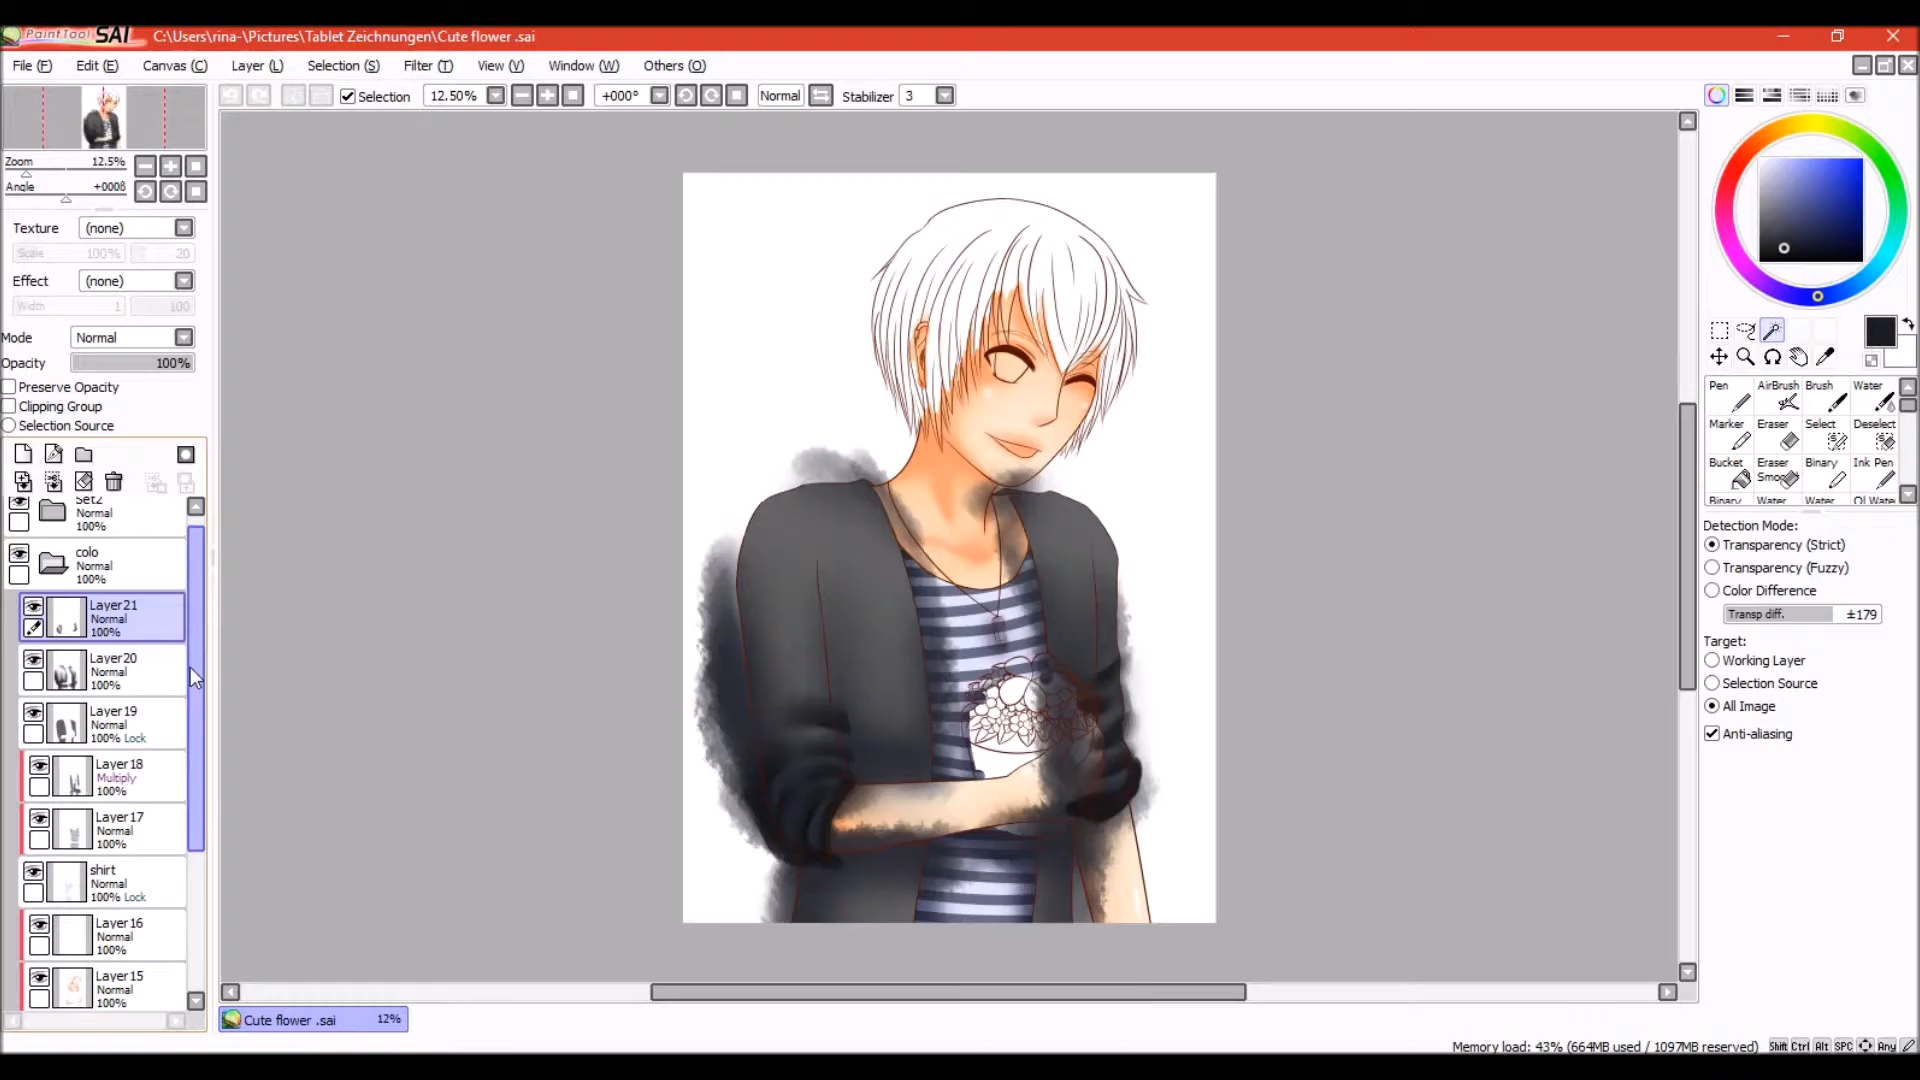 PaintTool SAI C:\Users\rina-\Pictures\Tablet Zeichnungen\Cute flower .sai
File (F) Edit (E) Canvas (C) Layer (L) Selection (S) Filter (T) View (V) Window (W) Others (O)
Selection 12.50% +000° Normal Stabilizer 3
Zoom 12.5%
Angle +000°
Texture (none)
Scale 100% 20
Effect (none)
Width 1 100
Mode Normal
Opacity 100%
Preserve Opacity
Clipping Group
Selection Source
Set2
Normal
100%
colo
Normal
100%
Layer21
Normal
100%
Layer20
Normal
100%
Layer19
Normal
100% Lock
Layer18
Multiply
100%
Layer17
Normal
100%
shirt
Normal
100% Lock
Layer16
Normal
100%
Layer15
Normal
100%
Pen AirBrush Brush Water
Marker Eraser Select Deselect
Bucket Eraser Binary Ink Pen
Smo
Binary Water Water Ol Wate
Detection Mode:
Transparency (Strict)
Transparency (Fuzzy)
Color Difference
Transp diff. ±179
Target:
Working Layer
Selection Source
All Image
Anti-aliasing
Cute flower .sai 12%
Memory load: 43% (664MB used / 1097MB reserved) Shift Ctrl Alt SPC Any